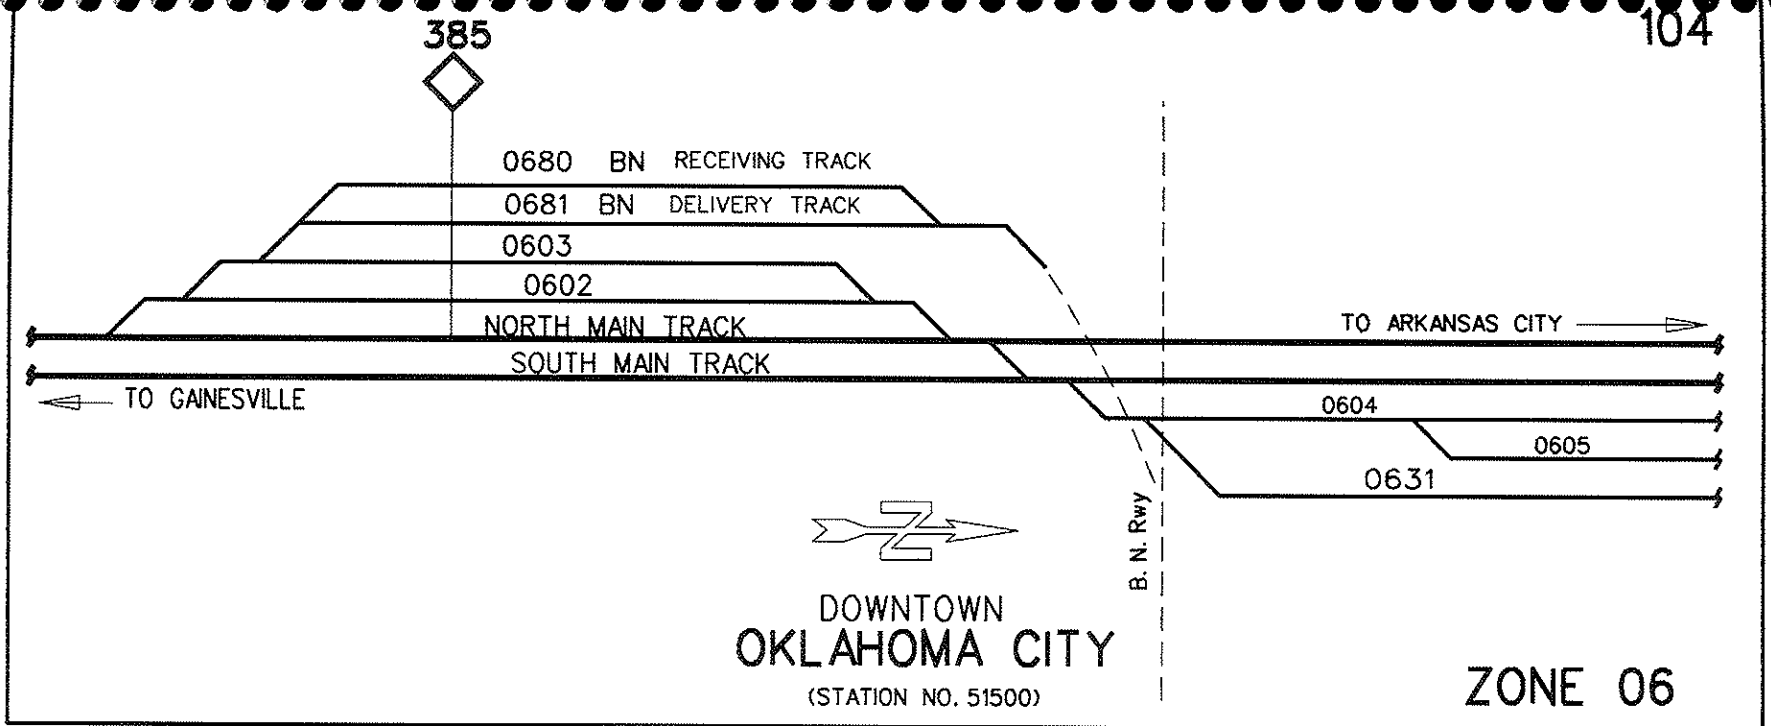 385
104
0680 BN RECEIVING TRACK
0681 BN DELIVERY TRACK
0603
0602
NORTH MAIN TRACK
TO ARKANSAS CITY
SOUTH MAIN TRACK
TO GAINESVILLE
0604
0605
0631
B. N. Rwy
N
DOWNTOWN
OKLAHOMA CITY
(STATION NO. 51500)
ZONE 06